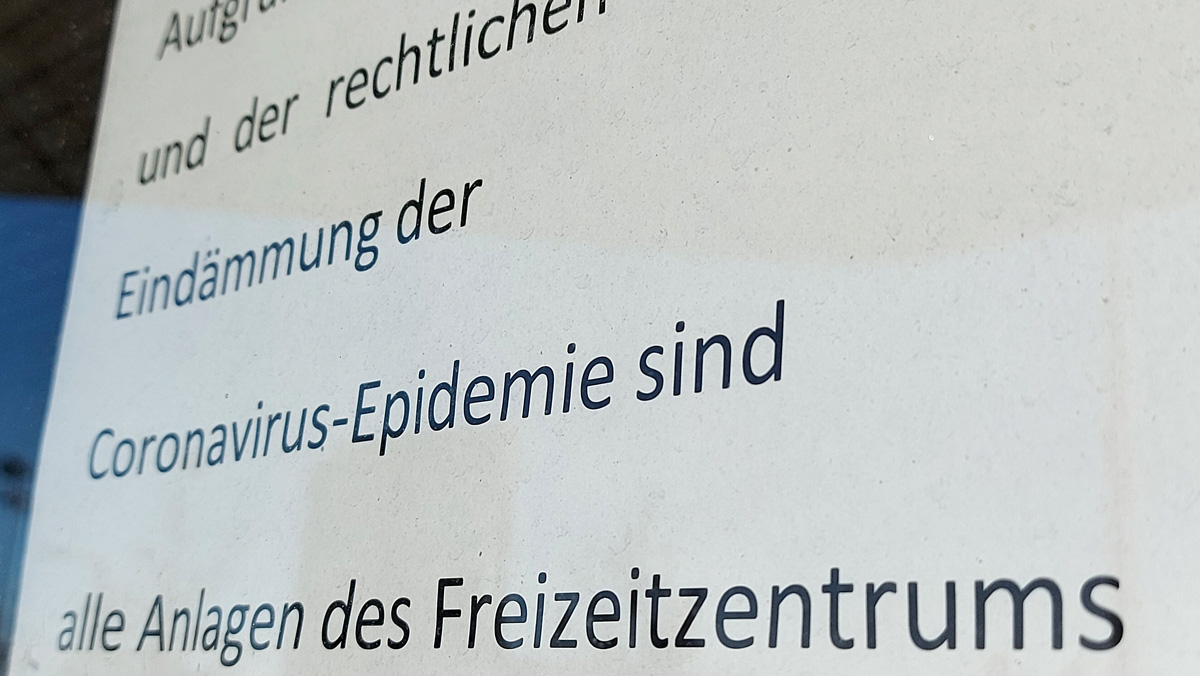 und der rechtlichen
Eindämmung der
Coronavirus-Epidemie sind
alle Anlagen des Freizeitzentrums